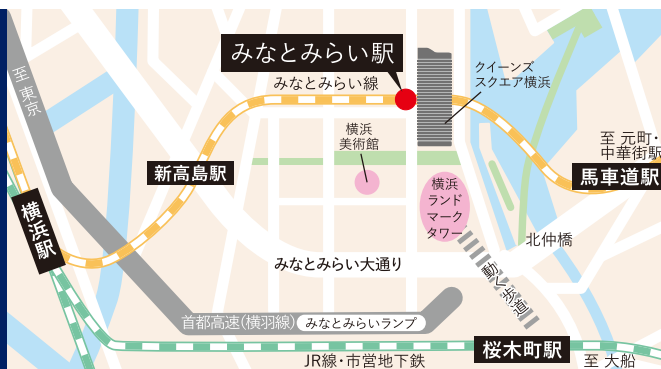 みなとみらい駅
クイーンズ
スクエア横浜
至 東京
みなとみらい線
横浜
美術館
至 元町・
中華街駅
新高島駅
馬車道駅
横浜
ランド
マーク
タワー
横浜駅
北仲橋
みなとみらい大通り
動く歩道
首都高速(横羽線)
みなとみらいランプ
桜木町駅
JR線・市営地下鉄
至 大船